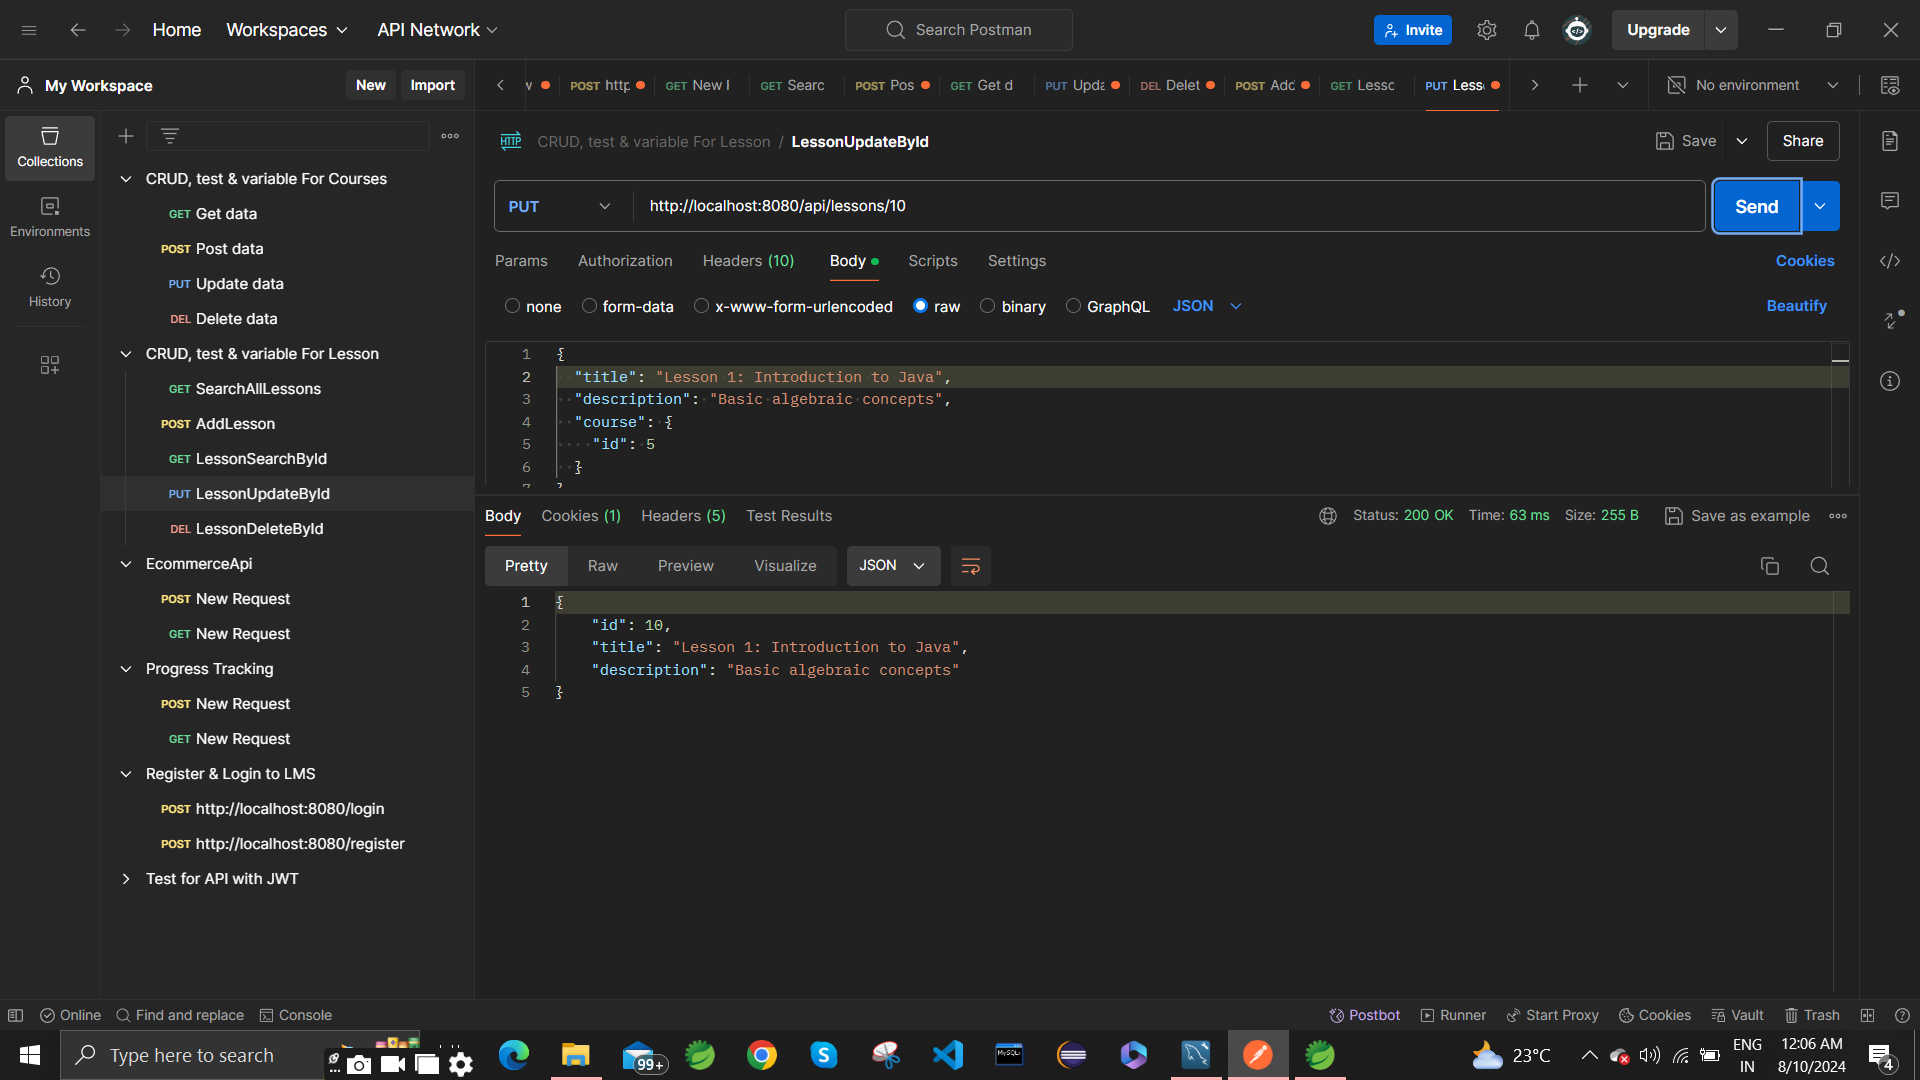 Home Workspaces API Network Search Postman Invite Upgrade
My Workspace New Import
POST GET New GET Searc POST Pos GET Get d PUT Upda DEL Delet POST Adc GET Lessc PUT Less No environment
Collections
Environments
History
CRUD, test & variable For Courses
GET Get data
POST Post data
PUT Update data
DEL Delete data
CRUD, test & variable For Lesson
GET SearchAllLessons
POST AddLesson
GET LessonSearchById
PUT LessonUpdateById
DEL LessonDeleteById
EcommerceApi
POST New Request
GET New Request
Progress Tracking
POST New Request
GET New Request
Register & Login to LMS
POST http://localhost:8080/login
POST http://localhost:8080/register
Test for API with JWT
HTTP CRUD, test & variable For Lesson / LessonUpdateById Save Share
PUT http://localhost:8080/api/lessons/10 Send
Params Authorization Headers (10) Body Scripts Settings Cookies
none form-data x-www-form-urlencoded raw binary GraphQL JSON Beautify
1 {
2 "title": "Lesson 1: Introduction to Java",
3 "description": "Basic algebraic concepts",
4 "course": {
5 "id": 5
6 }
Body Cookies (1) Headers (5) Test Results Status: 200 OK Time: 63 ms Size: 255 B Save as example
Pretty Raw Preview Visualize JSON
1 {
2 "id": 10,
3 "title": "Lesson 1: Introduction to Java",
4 "description": "Basic algebraic concepts"
5 }
Online Find and replace Console Postbot Runner Start Proxy Cookies Vault Trash
Type here to search 99+ 23°C ENG 12:06 AM
IN 8/10/2024 4